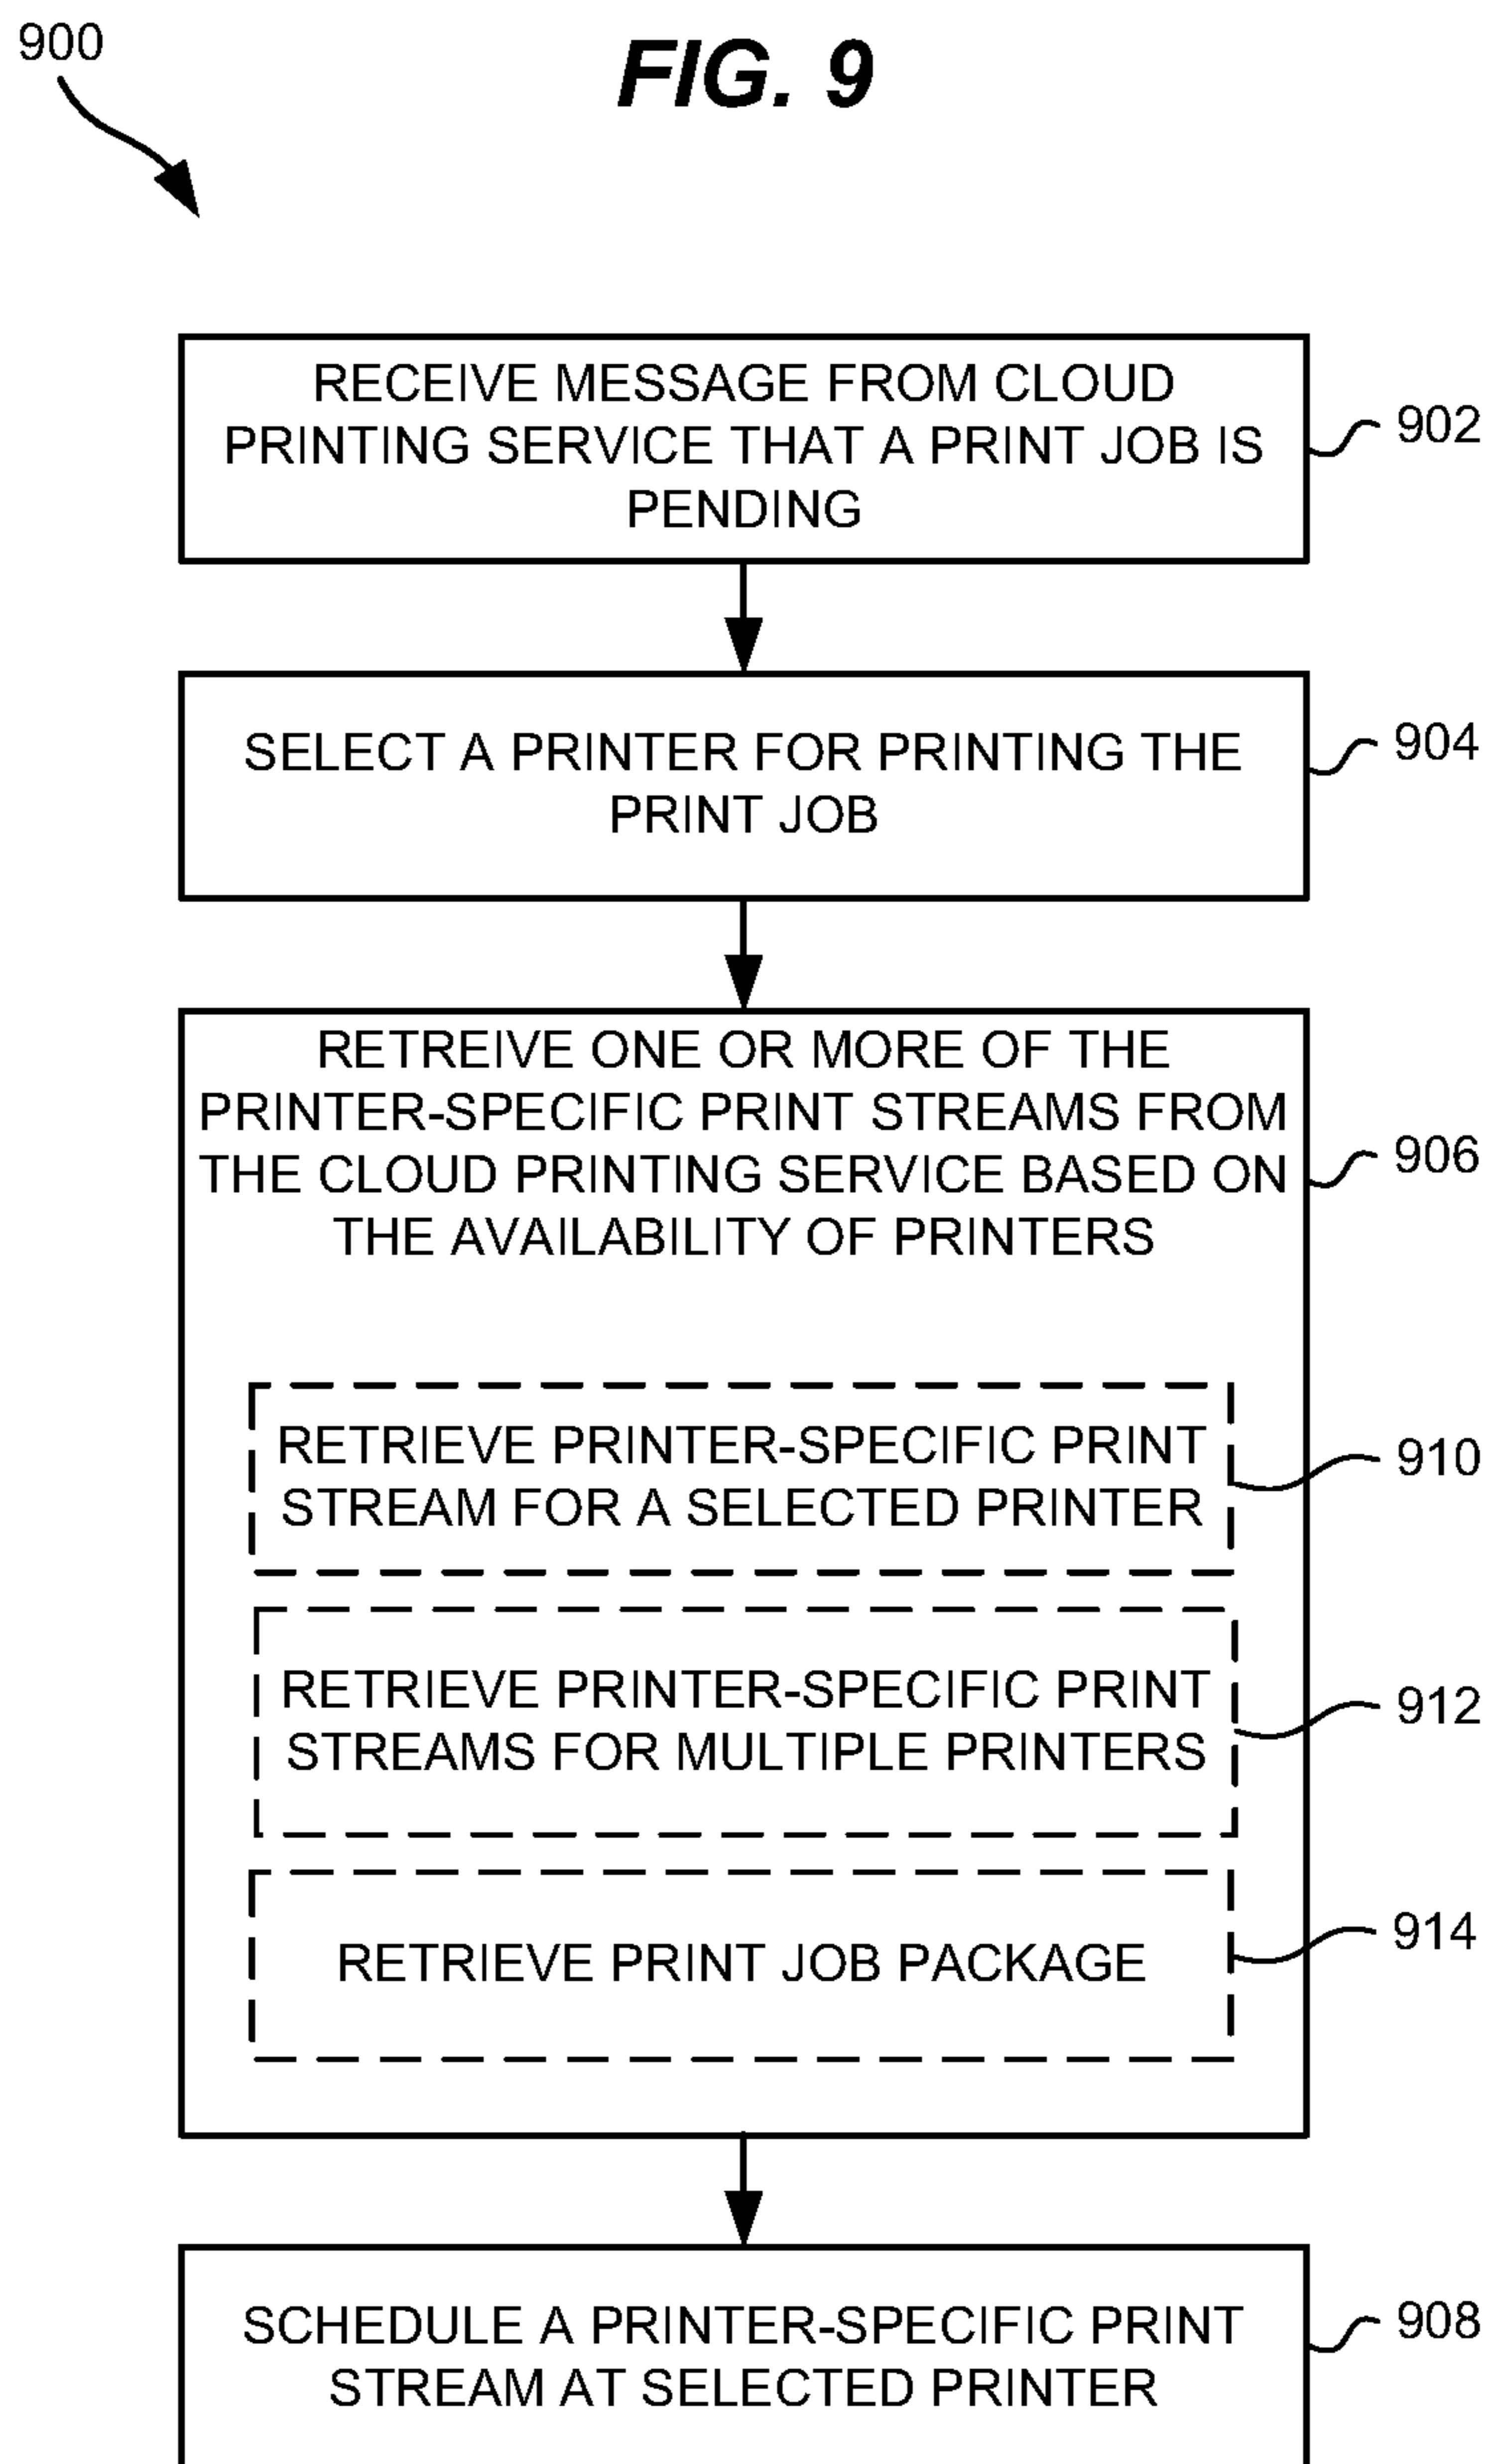 900
FIG. 9
RECEIVE MESSAGE FROM CLOUD
PRINTING SERVICE THAT A PRINT JOB IS
PENDING
902
SELECT A PRINTER FOR PRINTING THE
PRINT JOB
904
RETREIVE ONE OR MORE OF THE
PRINTER-SPECIFIC PRINT STREAMS FROM
THE CLOUD PRINTING SERVICE BASED ON
THE AVAILABILITY OF PRINTERS
906
RETRIEVE PRINTER-SPECIFIC PRINT
STREAM FOR A SELECTED PRINTER
910
RETRIEVE PRINTER-SPECIFIC PRINT
STREAMS FOR MULTIPLE PRINTERS
912
RETRIEVE PRINT JOB PACKAGE
914
SCHEDULE A PRINTER-SPECIFIC PRINT
STREAM AT SELECTED PRINTER
908